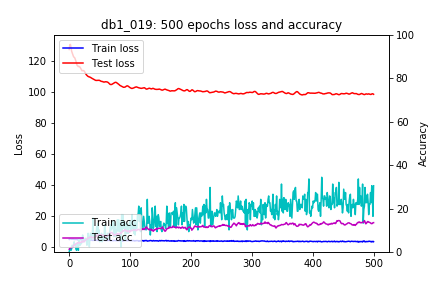 db1_019: 500 epochs loss and accuracy
Train loss
Test loss
Train acc
Test acc
Loss
Accuracy
120
100
80
60
40
20
0
100
80
60
40
20
0
0
100
200
300
400
500